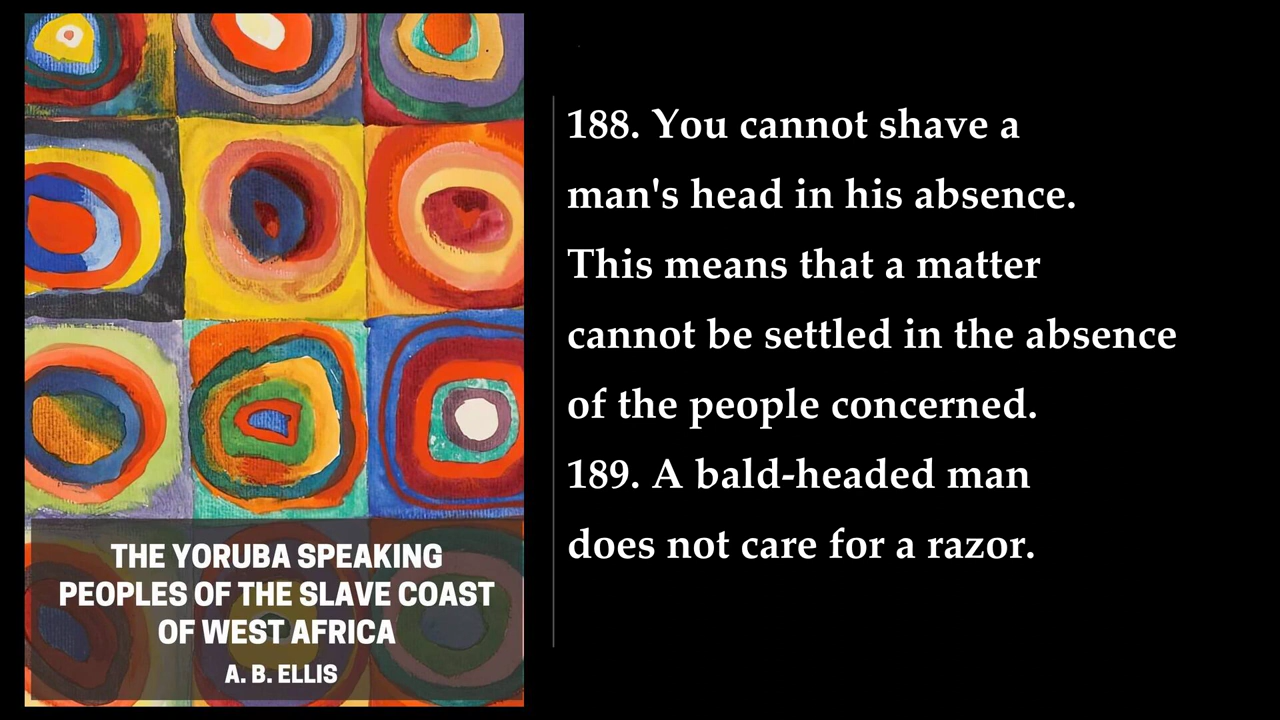 THE YORUBA SPEAKING
PEOPLES OF THE SLAVE COAST
OF WEST AFRICA
A. B. ELLIS
188. You cannot shave a
man's head in his absence.
This means that a matter
cannot be settled in the absence
of the people concerned.
189. A bald-headed man
does not care for a razor.